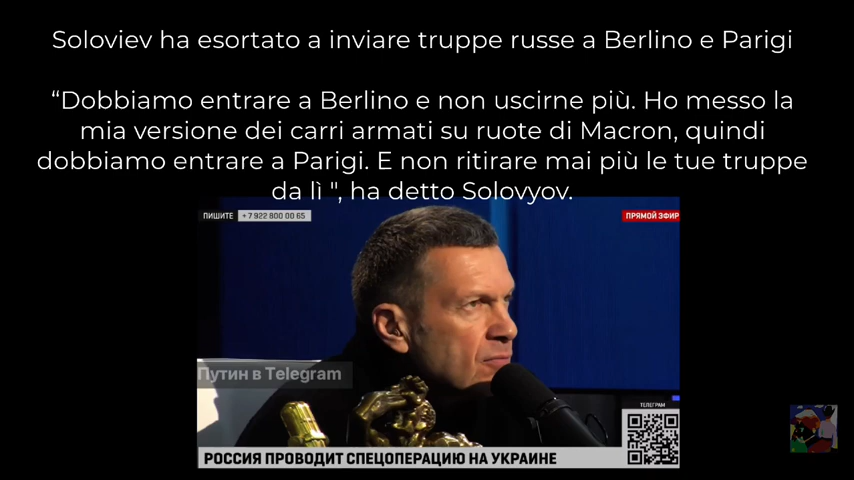 Soloviev ha esortato a inviare truppe russe a Berlino e Parigi
“Dobbiamo entrare a Berlino e non uscirne più. Ho messo la
mia versione dei carri armati su ruote di Macron, quindi
dobbiamo entrare a Parigi. E non ritirare mai più le tue truppe
da lì ", ha detto Solovyov.
ПИШИТЕ +7 922 800 00 65
ПРЯМОЙ ЭФИР
Путин в Telegram
ТЕЛЕГРАМ
РОССИЯ ПРОВОДИТ СПЕЦОПЕРАЦИЮ НА УКРАИНЕ